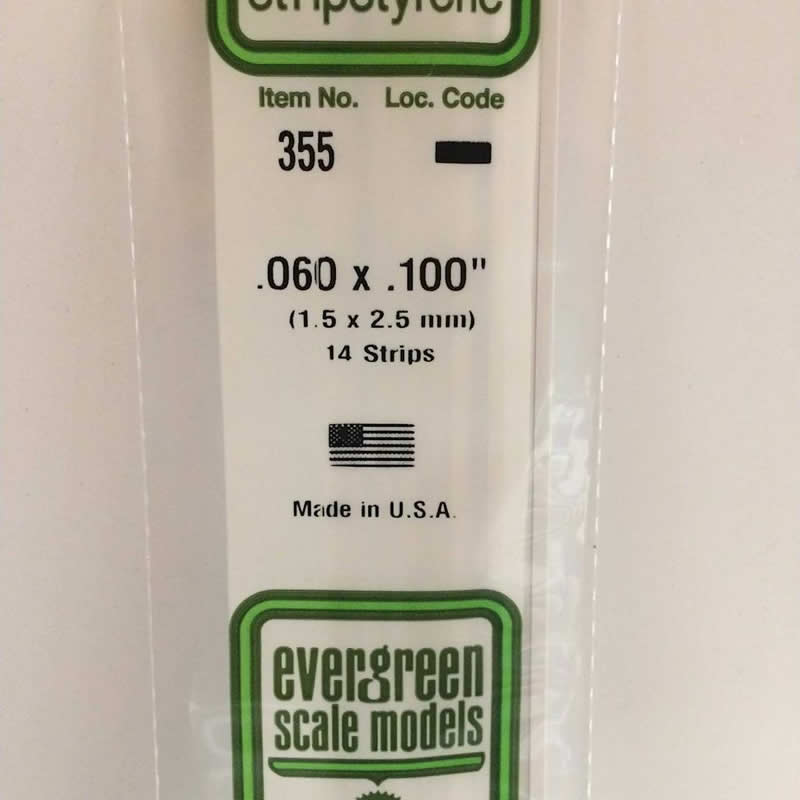 Item No. Loc. Code
355
.060 x .100"
(1.5 x 2.5 mm)
14 Strips
Made in U.S.A.
evergreen
scale models